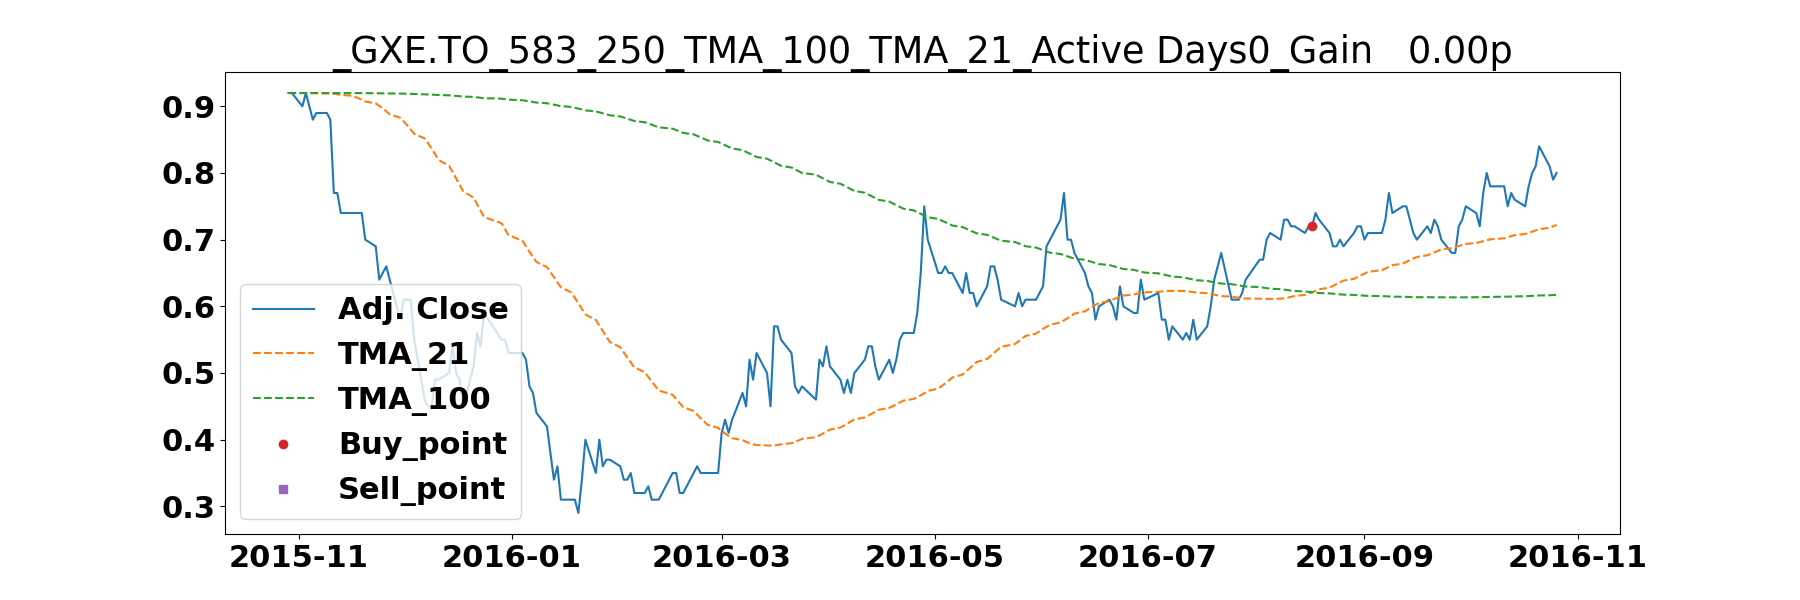 _GXE.TO_583_250_TMA_100_TMA_21_Active Days0_Gain   0.00p
0.9
0.8
0.7
0.6
0.5
0.4
0.3
Adj. Close
TMA_21
TMA_100
Buy_point
Sell_point
2015-11 2016-01 2016-03 2016-05 2016-07 2016-09 2016-11